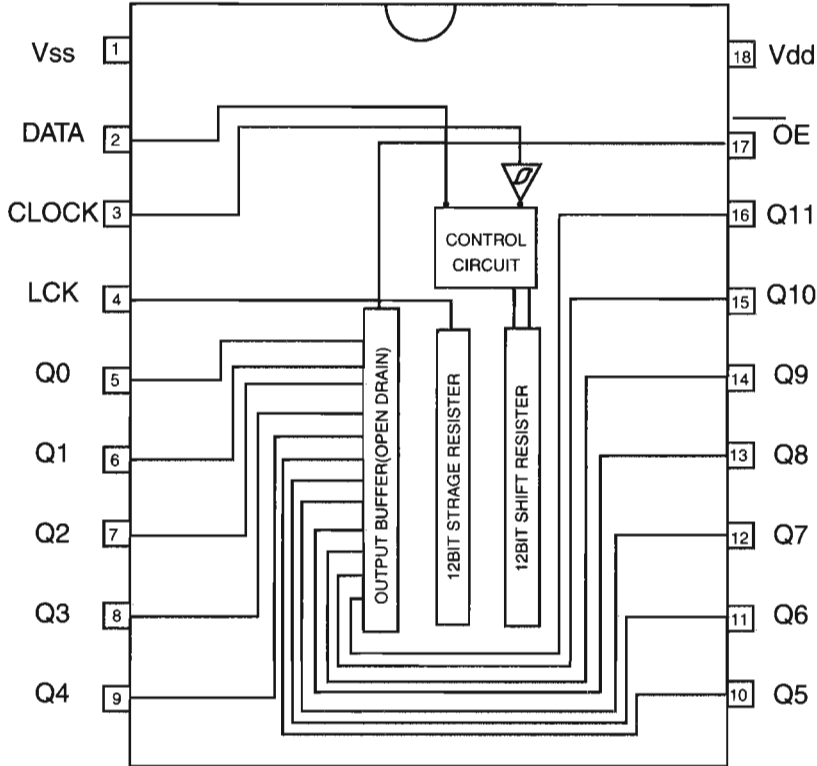 Vss 1
18 Vdd
DATA 2
17 OE
CLOCK 3
16 Q11
CONTROL
CIRCUIT
LCK 4
15 Q10
Q0 5
14 Q9
Q1 6
13 Q8
Q2 7
12 Q7
Q3 8
11 Q6
Q4 9
10 Q5
OUTPUT BUFFER(OPEN DRAIN)
12BIT STRAGE RESISTER
12BIT SHIFT RESISTER